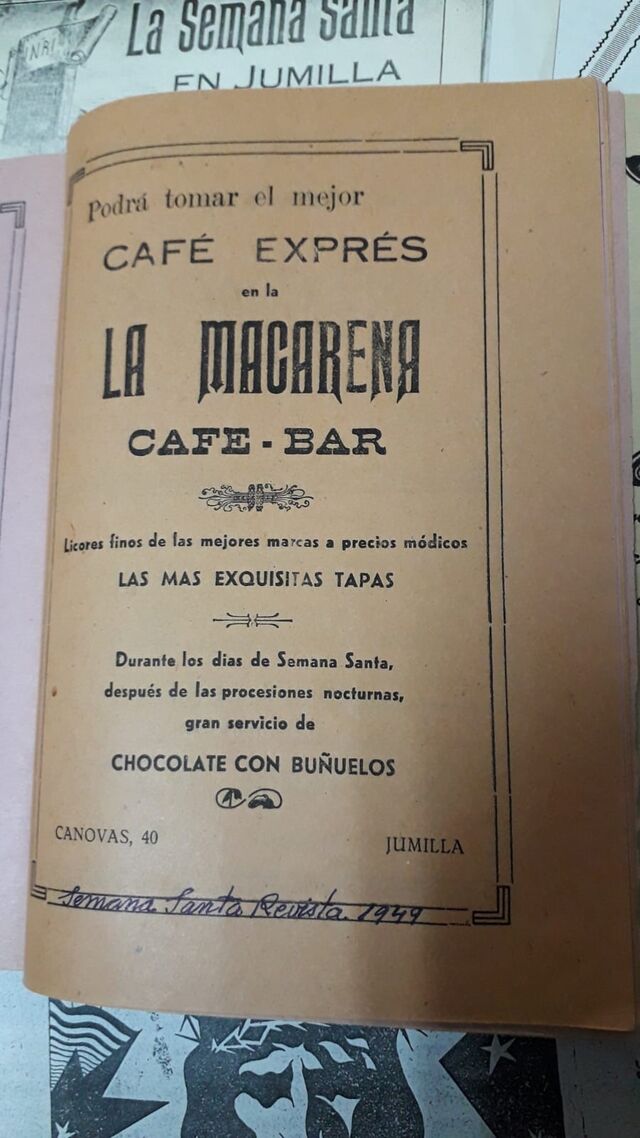 INRI
La Semana Santa
EN JUMILLA
Podrá tomar el mejor
CAFÉ EXPRÉS
en la
LA MACARENA
CAFE - BAR
Licores finos de las mejores marcas a precios módicos
LAS MAS EXQUISITAS TAPAS
Durante los dias de Semana Santa,
después de las procesiones nocturnas,
gran servicio de
CHOCOLATE CON BUÑUELOS
CANOVAS, 40 JUMILLA
Semana Santa Revista 1949